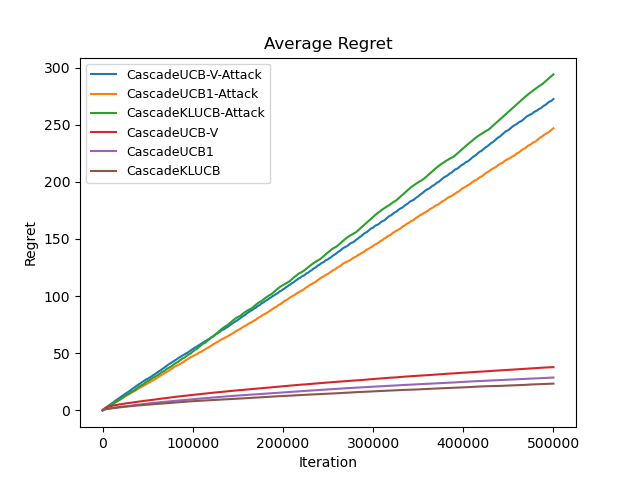 Average Regret
300
250
200
150
100
50
0
Regret
CascadeUCB-V-Attack
CascadeUCB1-Attack
CascadeKLUCB-Attack
CascadeUCB-V
CascadeUCB1
CascadeKLUCB
0 100000 200000 300000 400000 500000
Iteration